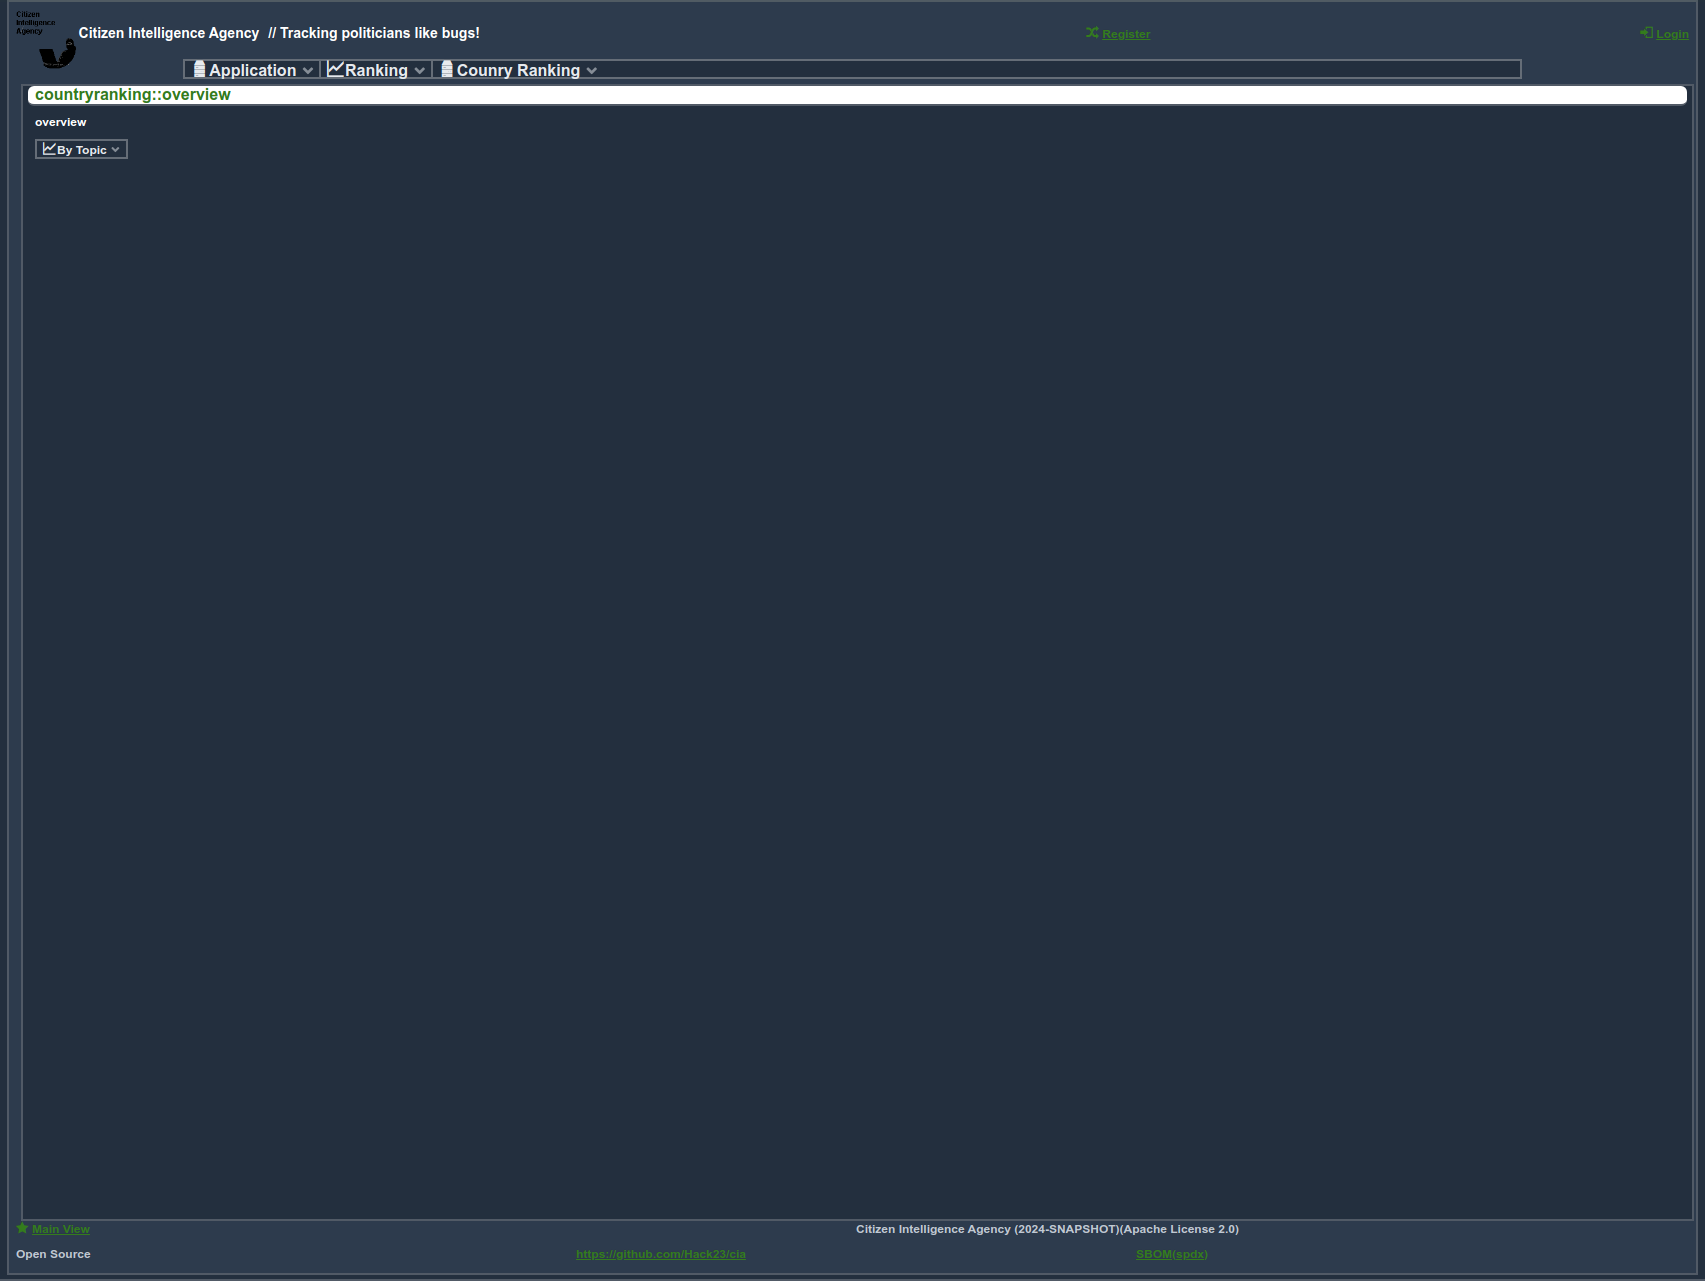 Citizen
Intelligence
Agency
Citizen Intelligence Agency // Tracking politicians like bugs!
Register
Login
Application
Ranking
Counry Ranking
countryranking::overview
overview
By Topic
Main View
Citizen Intelligence Agency (2024-SNAPSHOT)(Apache License 2.0)
Open Source
https://github.com/Hack23/cia
SBOM(spdx)